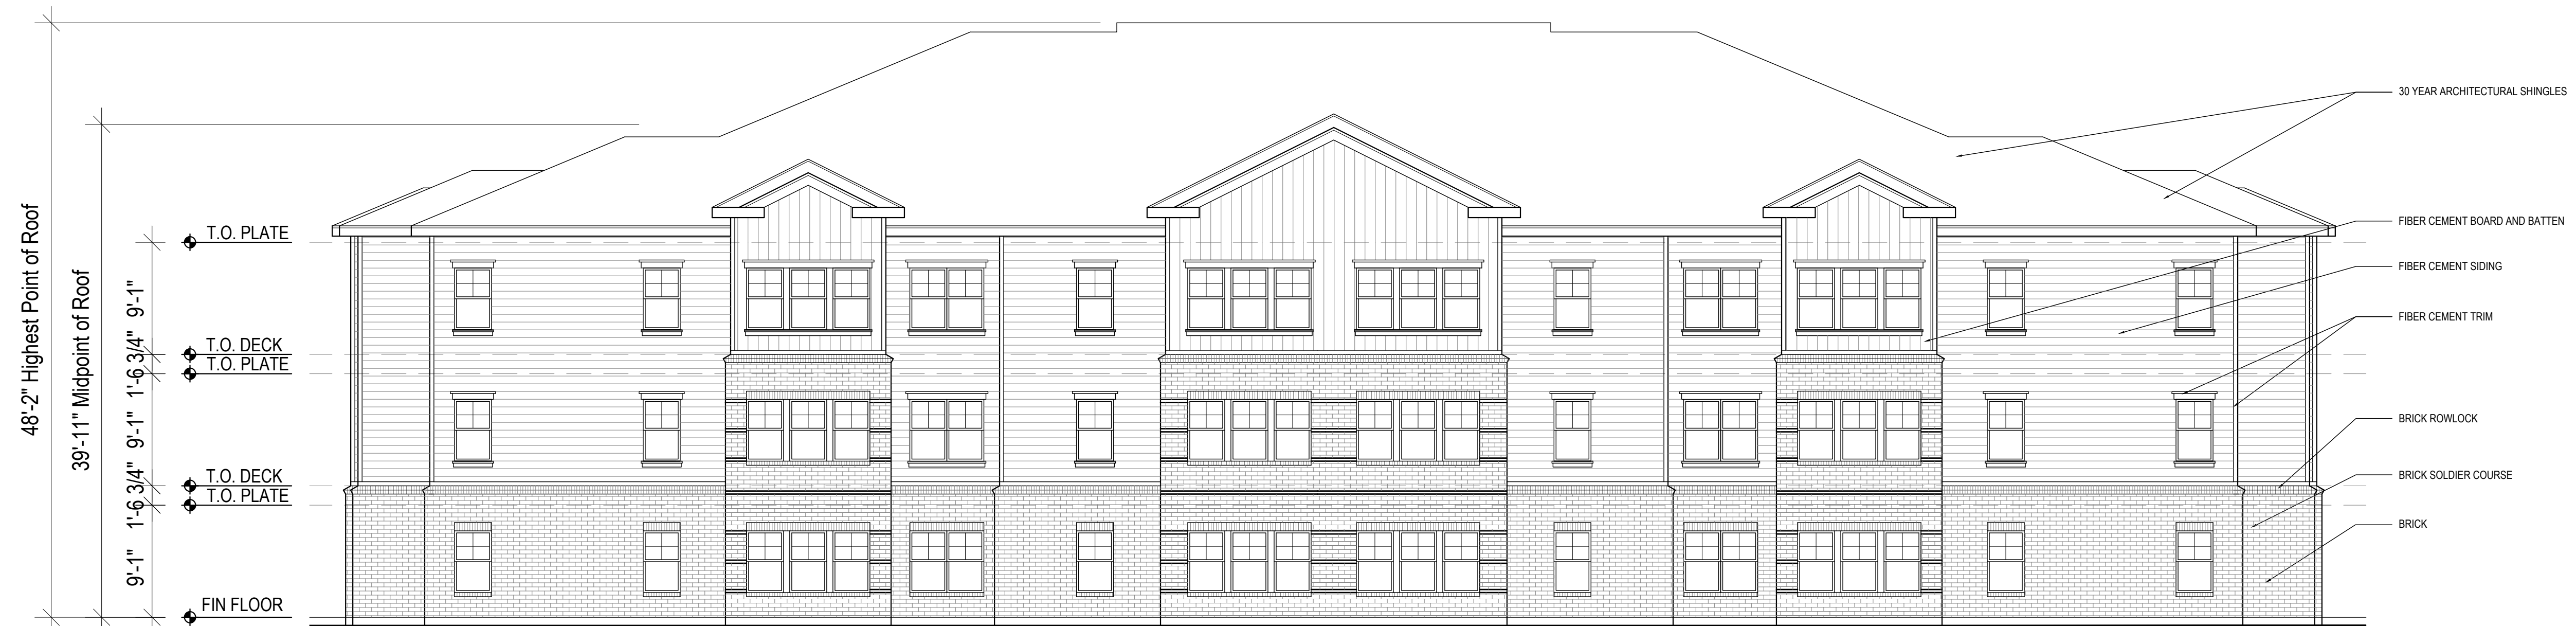 48'-2" Highest Point of Roof
39'-11" Midpoint of Roof
9'-1"
1'-6 3/4"
9'-1"
1'-6 3/4"
9'-1"
T.O. PLATE
T.O. DECK
T.O. PLATE
T.O. DECK
T.O. PLATE
FIN FLOOR
30 YEAR ARCHITECTURAL SHINGLES
FIBER CEMENT BOARD AND BATTEN
FIBER CEMENT SIDING
FIBER CEMENT TRIM
BRICK ROWLOCK
BRICK SOLDIER COURSE
BRICK